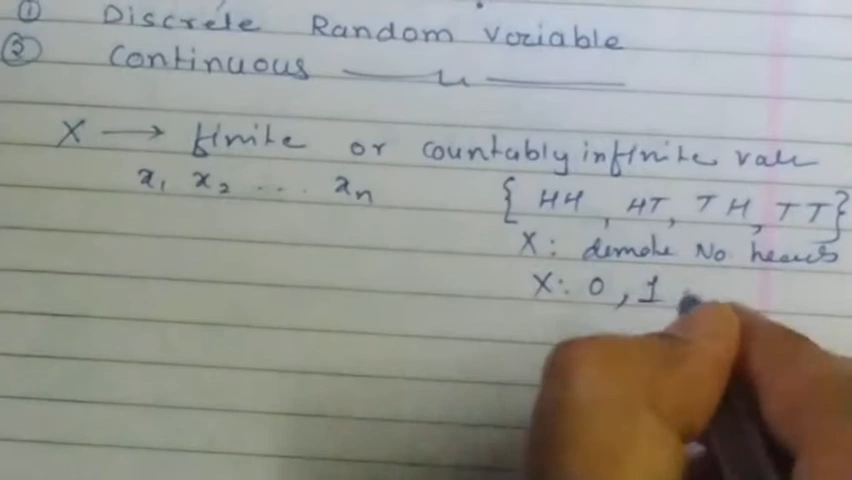 ① Discrete Random Variable
② Continuous —〃—
X → finite or countably infinite value
x₁ x₂ ... xₙ
{ HH, HT, TH, TT}
X: denote No. heads
X: 0, 1